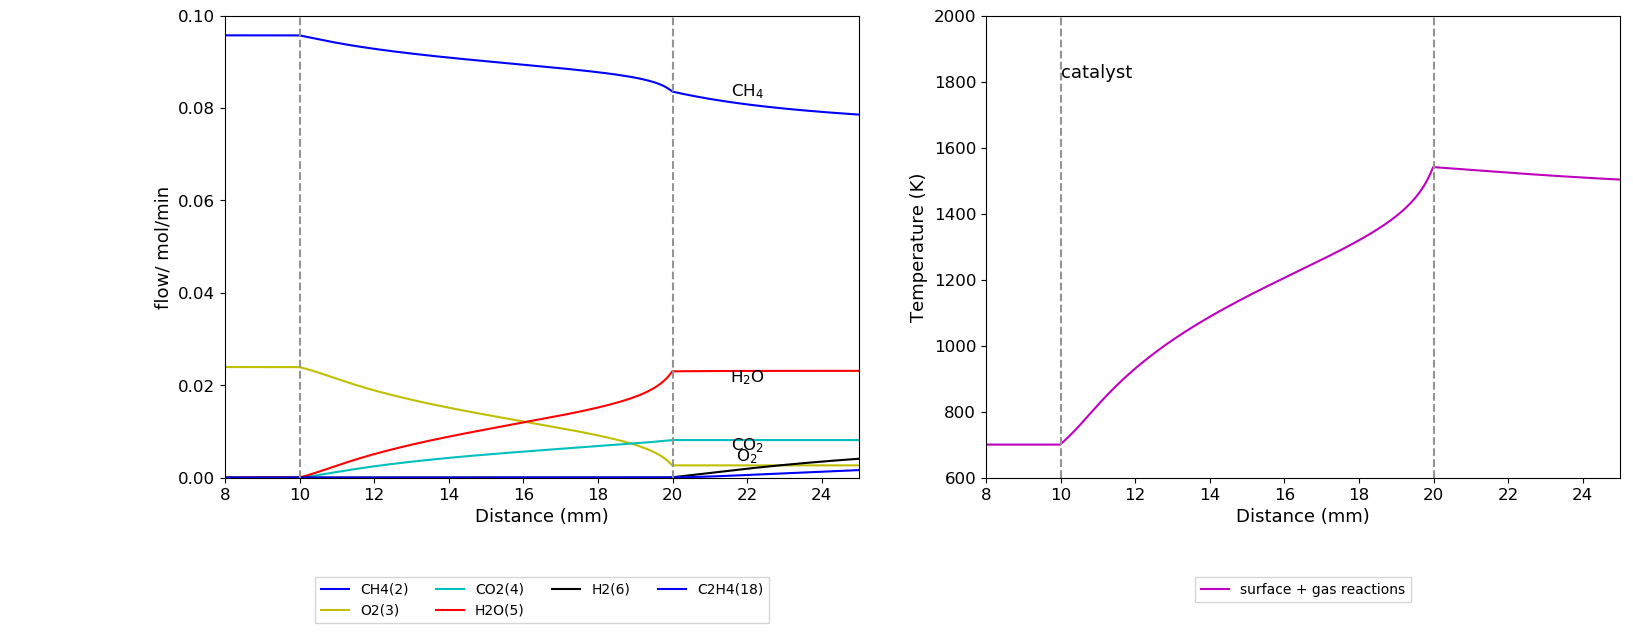 0.10
0.08
0.06
0.04
0.02
0.00
flow/ mol/min
CH₄
H₂O
CO₂
O₂
8 10 12 14 16 18 20 22 24
Distance (mm)
CH4(2) CO2(4) H2(6) C2H4(18)
O2(3) H2O(5)
2000
1800
1600
1400
1200
1000
800
600
Temperature (K)
catalyst
8 10 12 14 16 18 20 22 24
Distance (mm)
surface + gas reactions